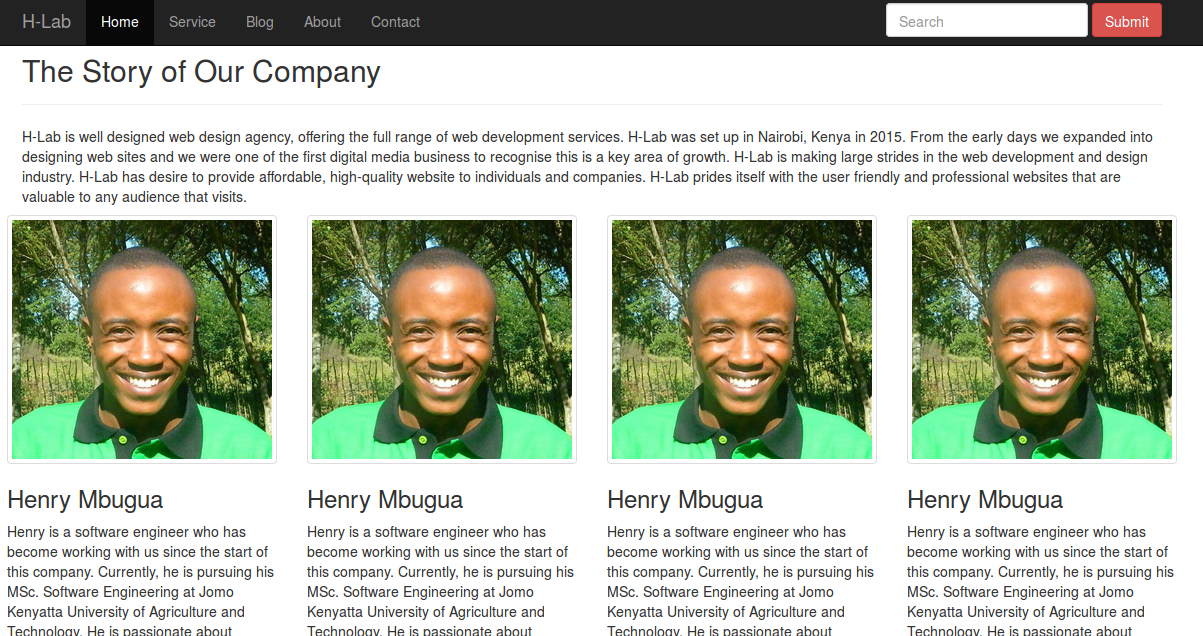 H-Lab Home Service Blog About Contact Search Submit
The Story of Our Company
H-Lab is well designed web design agency, offering the full range of web development services. H-Lab was set up in Nairobi, Kenya in 2015. From the early days we expanded into
designing web sites and we were one of the first digital media business to recognise this is a key area of growth. H-Lab is making large strides in the web development and design
industry. H-Lab has desire to provide affordable, high-quality website to individuals and companies. H-Lab prides itself with the user friendly and professional websites that are
valuable to any audience that visits.
Henry Mbugua
Henry is a software engineer who has
become working with us since the start of
this company. Currently, he is pursuing his
MSc. Software Engineering at Jomo
Kenyatta University of Agriculture and
Technology. He is passionate about
Henry Mbugua
Henry is a software engineer who has
become working with us since the start of
this company. Currently, he is pursuing his
MSc. Software Engineering at Jomo
Kenyatta University of Agriculture and
Technology. He is passionate about
Henry Mbugua
Henry is a software engineer who has
become working with us since the start of
this company. Currently, he is pursuing his
MSc. Software Engineering at Jomo
Kenyatta University of Agriculture and
Technology. He is passionate about
Henry Mbugua
Henry is a software engineer who has
become working with us since the start of
this company. Currently, he is pursuing his
MSc. Software Engineering at Jomo
Kenyatta University of Agriculture and
Technology. He is passionate about